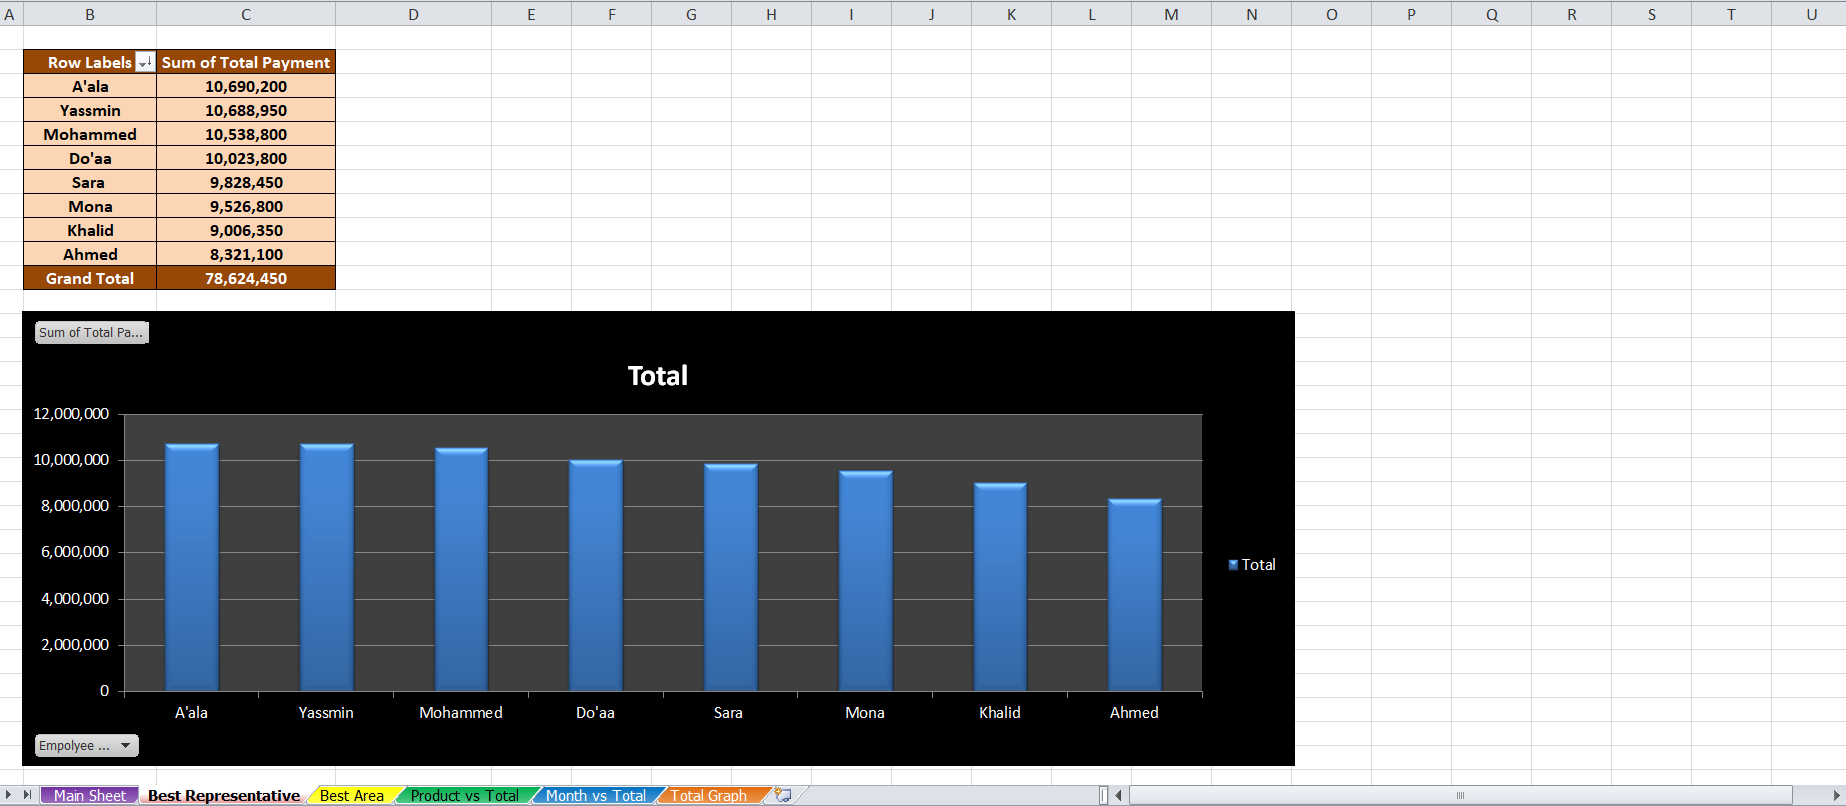 A B C D E F G H I J K L M N O P Q R S T U
Row Labels Sum of Total Payment
A'ala 10,690,200
Yassmin 10,688,950
Mohammed 10,538,800
Do'aa 10,023,800
Sara 9,828,450
Mona 9,526,800
Khalid 9,006,350
Ahmed 8,321,100
Grand Total 78,624,450
Sum of Total Pa...
Total
12,000,000
10,000,000
8,000,000
6,000,000
4,000,000
2,000,000
0
A'ala Yassmin Mohammed Do'aa Sara Mona Khalid Ahmed
Total
Empolyee ...
Main Sheet Best Representative Best Area Product vs Total Month vs Total Total Graph